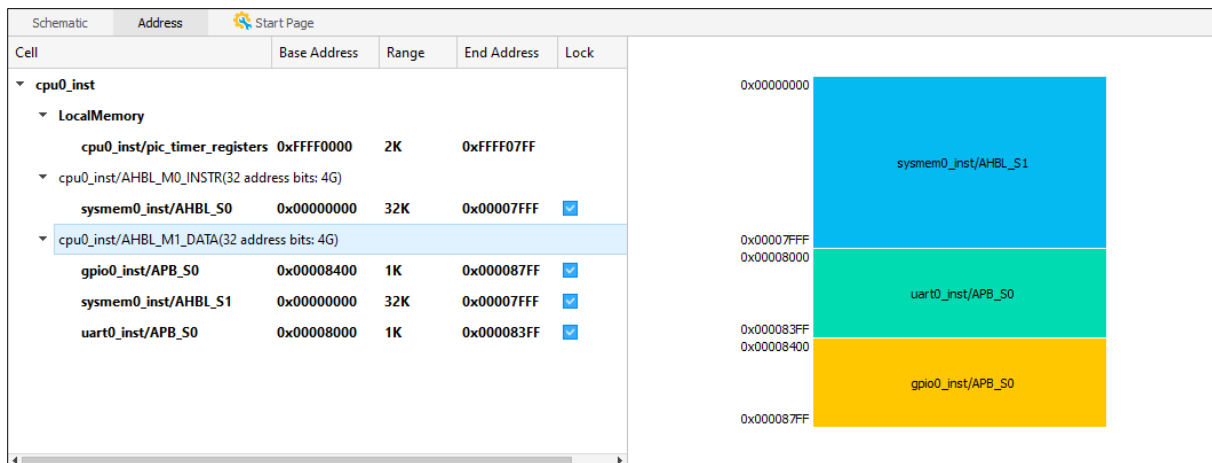 Schematic Address Start Page
Cell Base Address Range End Address Lock
cpu0_inst
LocalMemory
cpu0_inst/pic_timer_registers 0xFFFF0000 2K 0xFFFF07FF
cpu0_inst/AHBL_M0_INSTR(32 address bits: 4G)
sysmem0_inst/AHBL_S0 0x00000000 32K 0x00007FFF
cpu0_inst/AHBL_M1_DATA(32 address bits: 4G)
gpio0_inst/APB_S0 0x00008400 1K 0x000087FF
sysmem0_inst/AHBL_S1 0x00000000 32K 0x00007FFF
uart0_inst/APB_S0 0x00008000 1K 0x000083FF
0x00000000
sysmem0_inst/AHBL_S1
0x00007FFF
0x00008000
uart0_inst/APB_S0
0x000083FF
0x00008400
gpio0_inst/APB_S0
0x000087FF